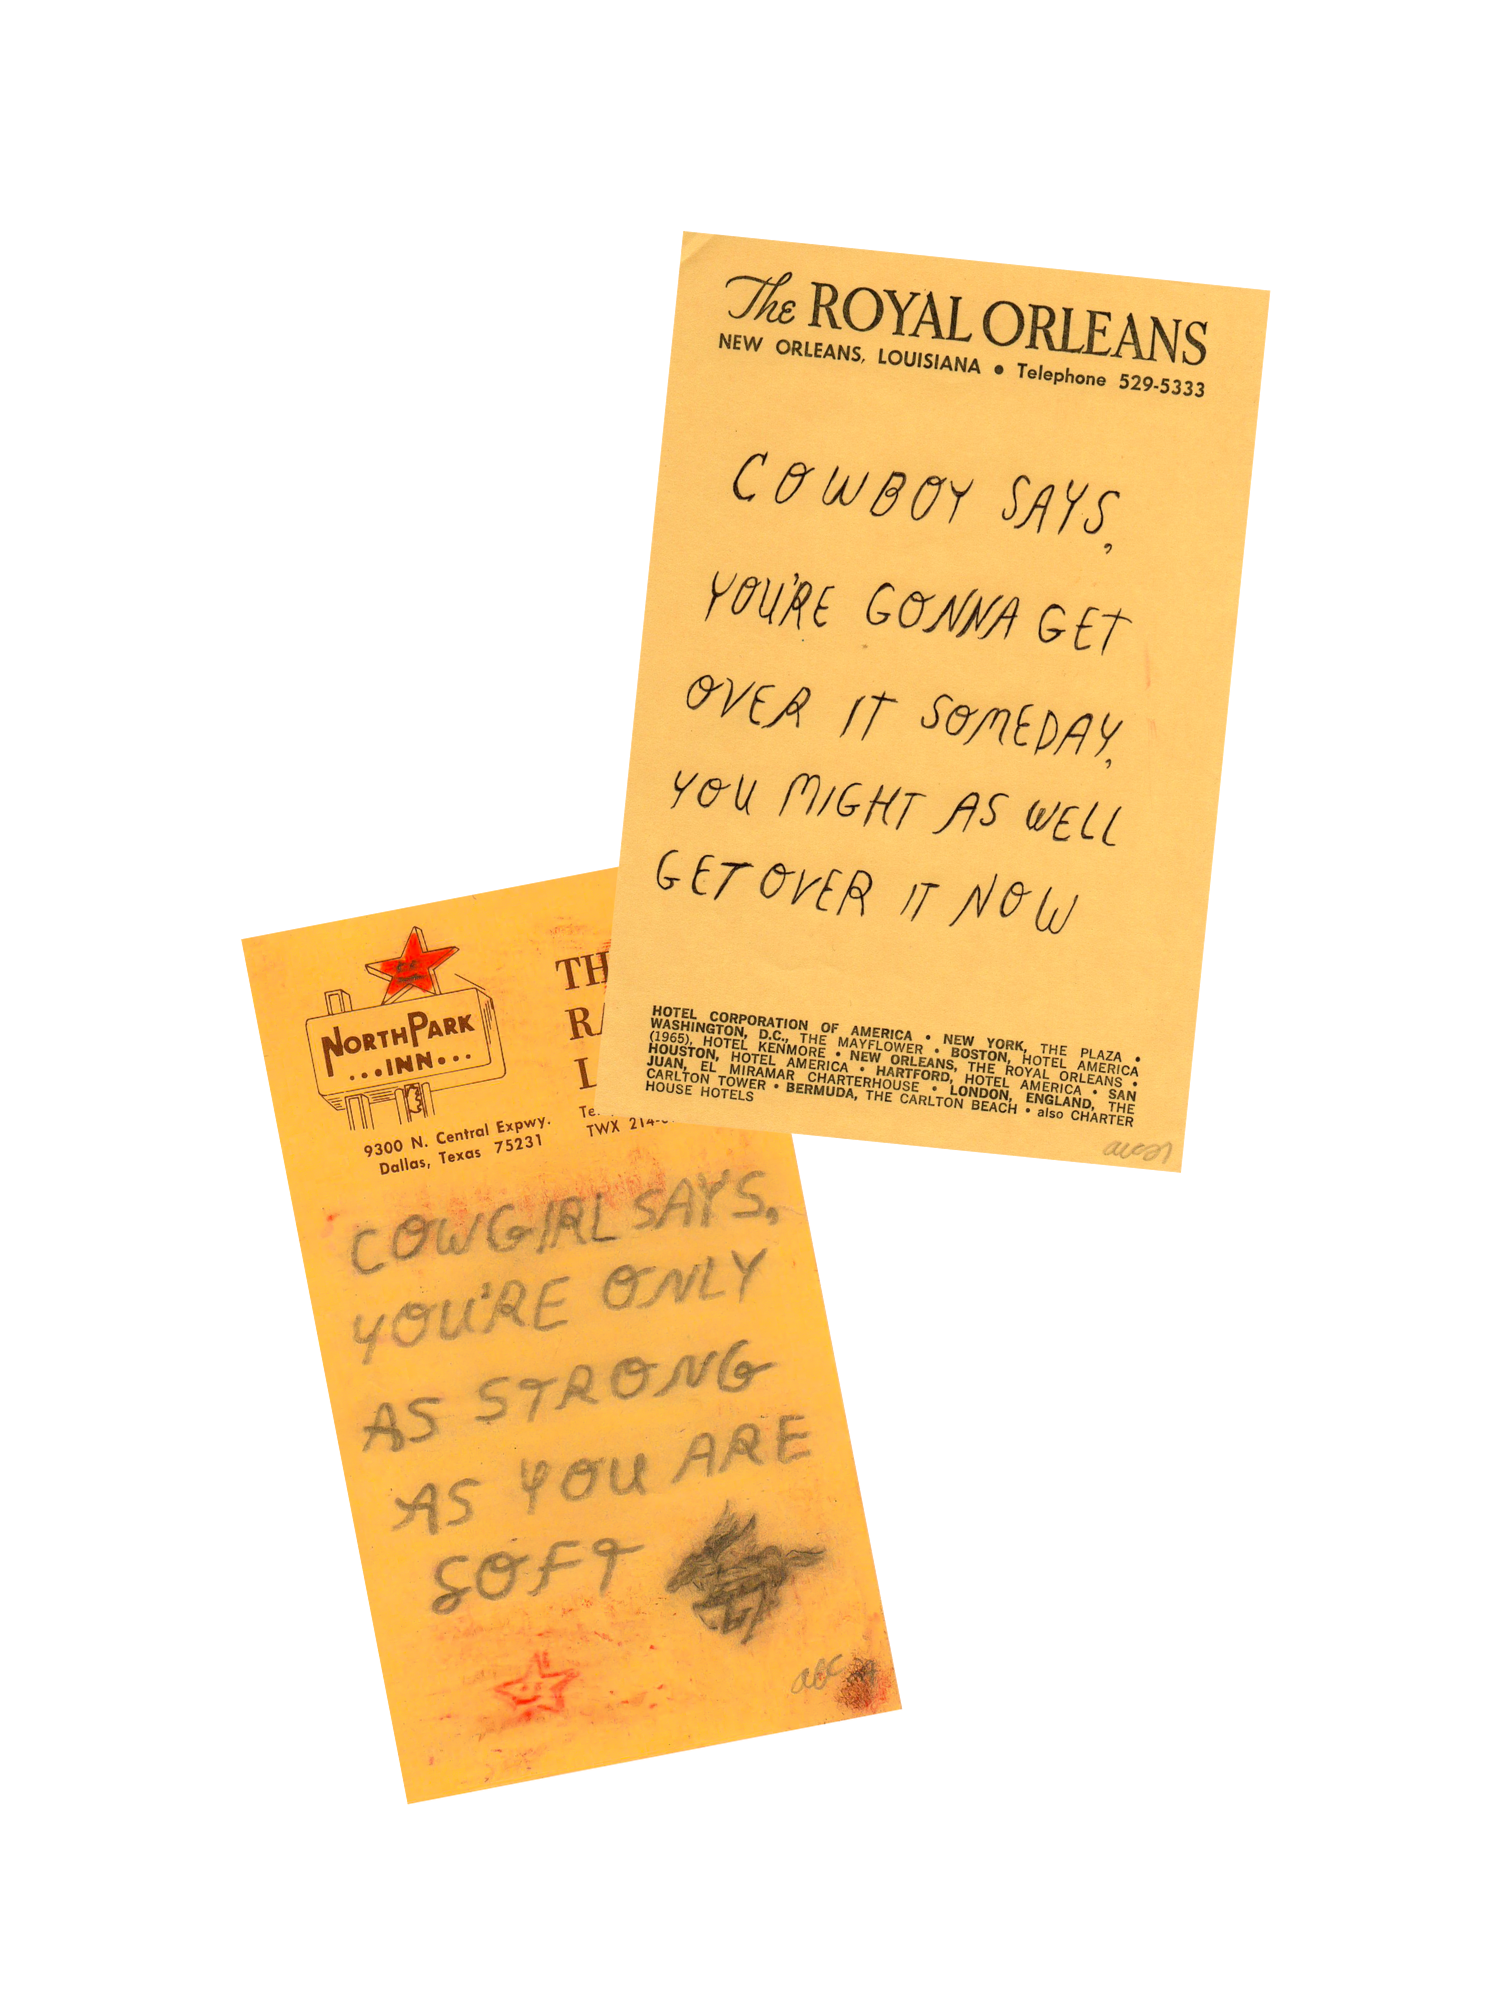 The ROYAL ORLEANS
NEW ORLEANS, LOUISIANA • Telephone 529-5333
COWBOY SAYS,
YOU'RE GONNA GET
OVER IT SOMEDAY,
YOU MIGHT AS WELL
GET OVER IT NOW
HOTEL CORPORATION OF AMERICA • NEW YORK, THE PLAZA •
WASHINGTON, D.C., THE MAYFLOWER • BOSTON, HOTEL AMERICA
(1965), HOTEL KENMORE • NEW ORLEANS, THE ROYAL ORLEANS •
HOUSTON, HOTEL AMERICA • HARTFORD, HOTEL AMERICA • SAN
JUAN, EL MIRAMAR CHARTERHOUSE • LONDON, ENGLAND, THE
CARLTON TOWER • BERMUDA, THE CARLTON BEACH • also CHARTER
HOUSE HOTELS
NORTHPARK
...INN...
9300 N. Central Expwy.
Dallas, Texas 75231
TWX 214-
COWGIRL SAYS,
YOU'RE ONLY
AS STRONG
AS YOU ARE
SOFT